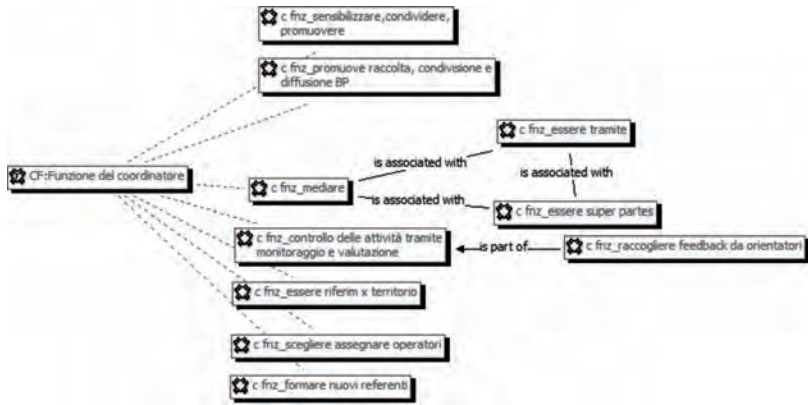 c fnz_sensibilizzare,condividere,
promuovere
c fnz_promuove raccolta, condivisione e
diffusione BP
c fnz_essere tramite
is associated with
is associated with
CF:Funzione del coordinatore
c fnz_mediare
is associated with
c fnz_essere super partes
c fnz_controllo delle attività tramite
monitoraggio e valutazione
is part of
c fnz_raccogliere feedback da orientatori
c fnz_essere riferim x territorio
c fnz_scegliere assegnare operatori
c fnz_formare nuovi referenti